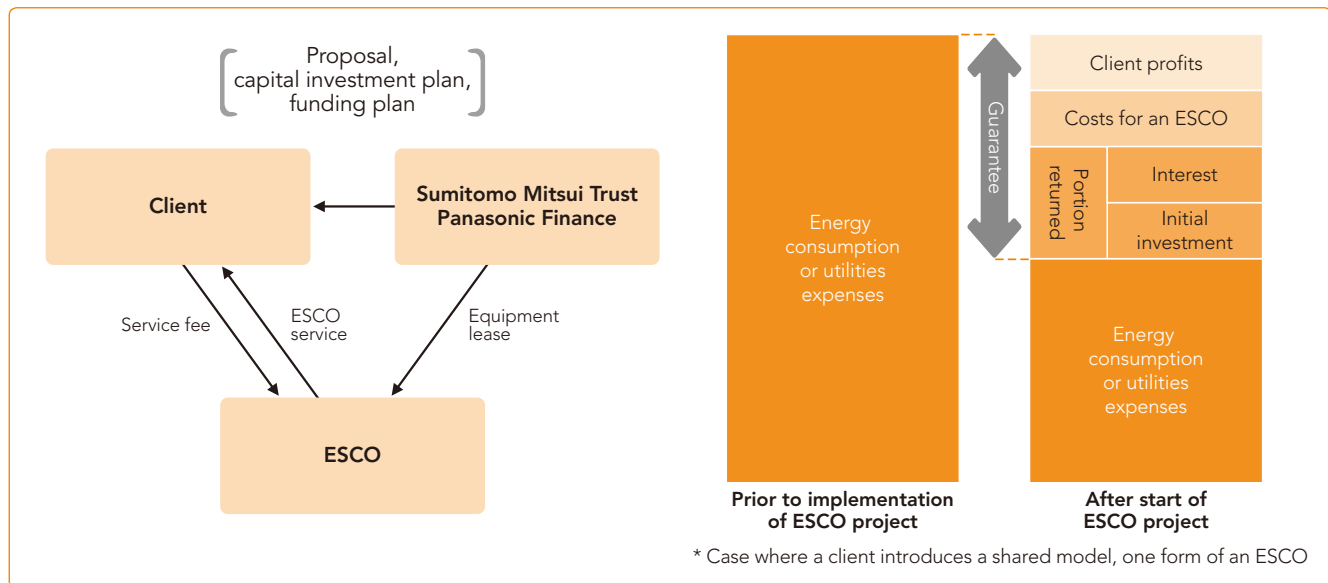 Proposal,
capital investment plan,
funding plan
Client
Sumitomo Mitsui Trust
Panasonic Finance
Service fee
ESCO
service
Equipment
lease
ESCO
Energy
consumption
or utilities
expenses
Prior to implementation
of ESCO project
Guarantee
Client profits
Costs for an ESCO
Portion
returned
Interest
Initial
investment
Energy
consumption
or utilities
expenses
After start of
ESCO project
* Case where a client introduces a shared model, one form of an ESCO